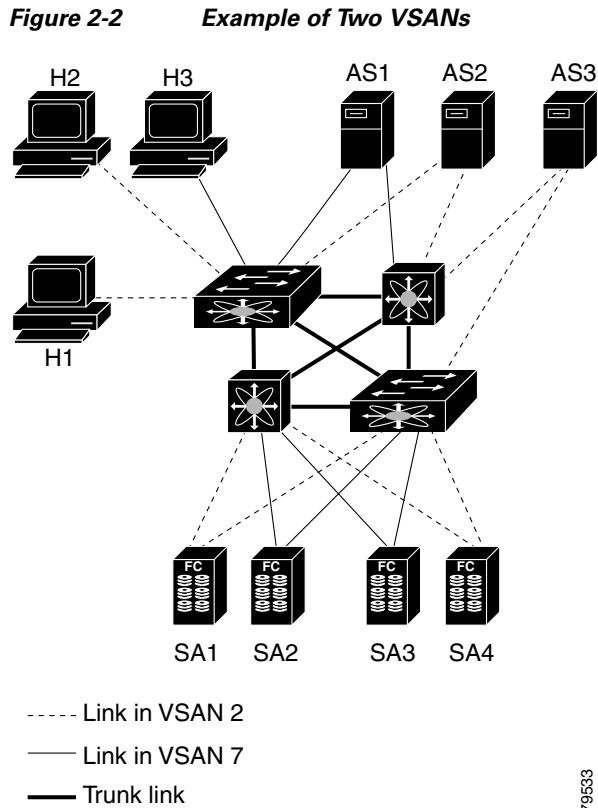 Figure 2-2 Example of Two VSANs
H2 H3 AS1 AS2 AS3
H1
FC FC FC FC
SA1 SA2 SA3 SA4
Link in VSAN 2
Link in VSAN 7
Trunk link
79533